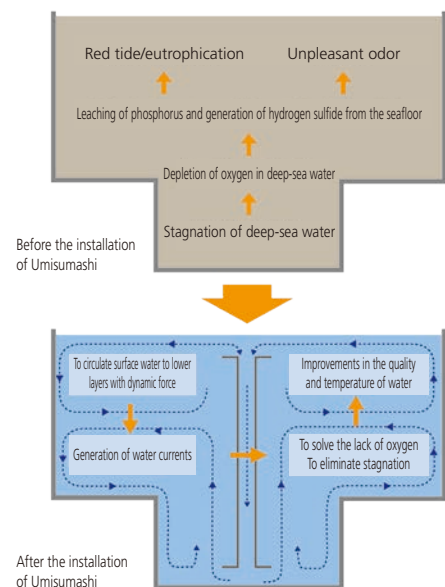 Red tide/eutrophication
Unpleasant odor
Leaching of phosphorus and generation of hydrogen sulfide from the seafloor
Depletion of oxygen in deep-sea water
Stagnation of deep-sea water
Before the installation
of Umisumashi
To circulate surface water to lower
layers with dynamic force
Improvements in the quality
and temperature of water
Generation of water currents
To solve the lack of oxygen
To eliminate stagnation
After the installation
of Umisumashi